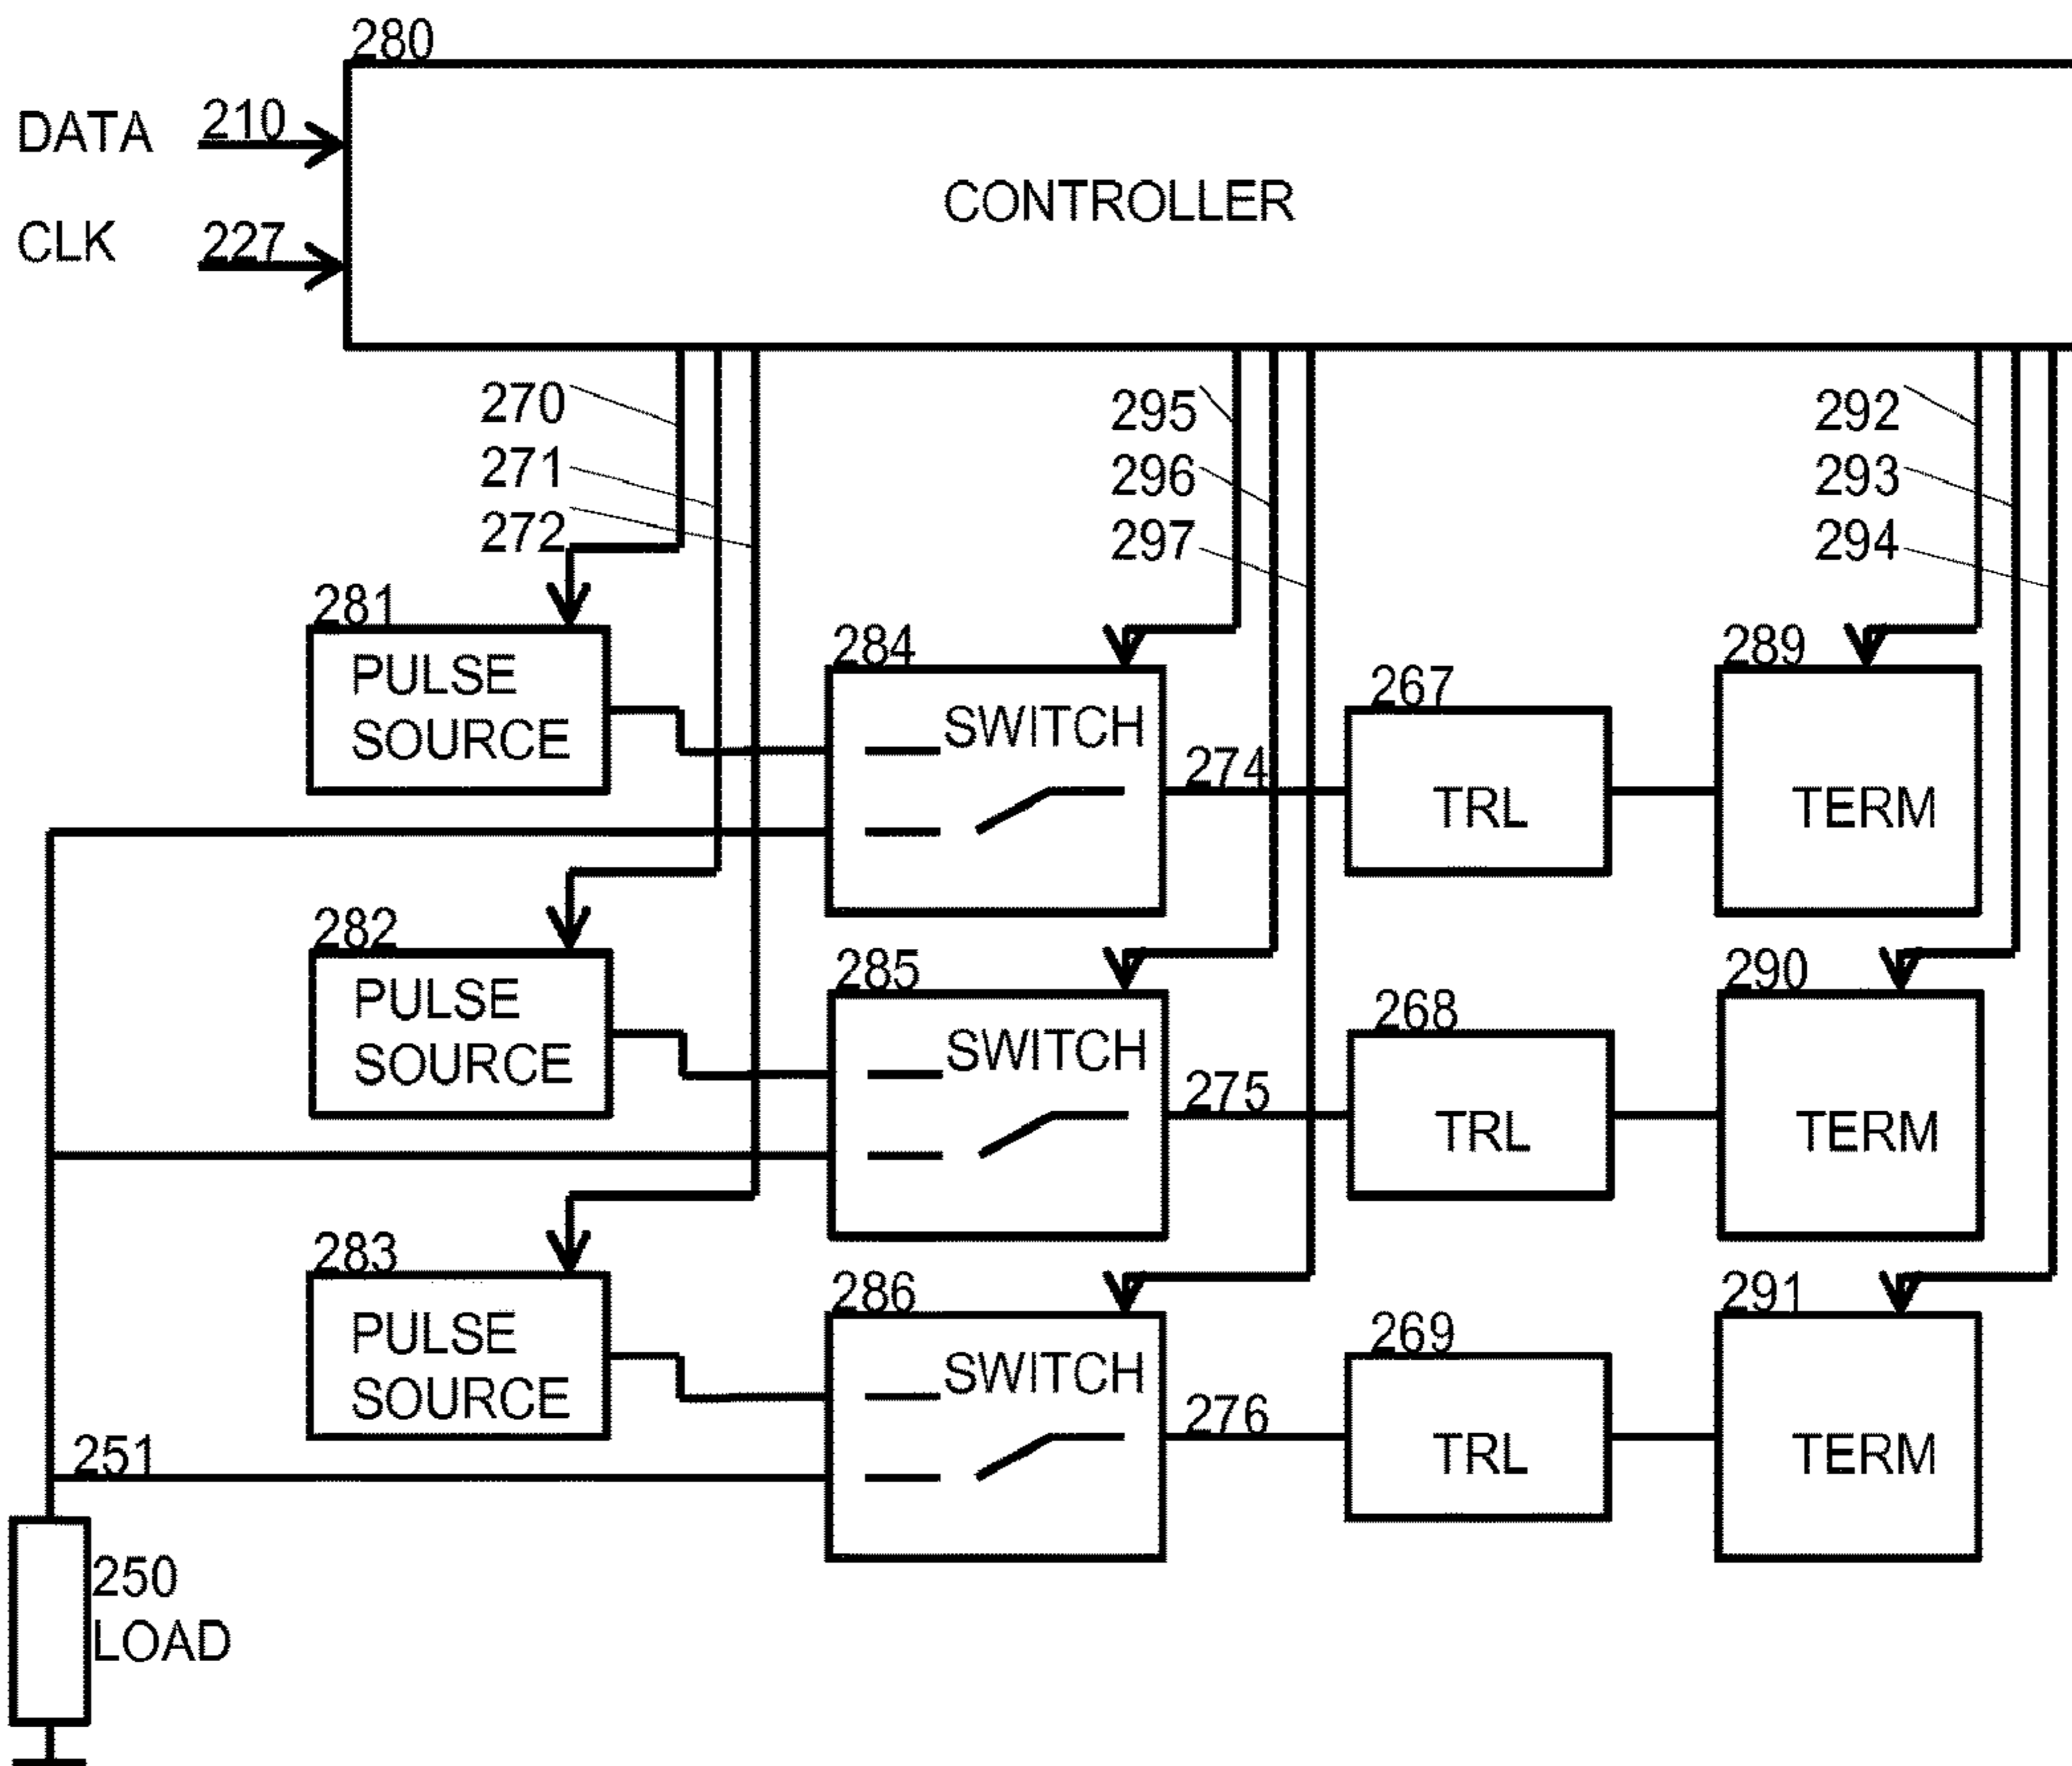 280
DATA 210
CONTROLLER
CLK 227
270 295 292
271 296 293
272 297 294
281 284 289
PULSE
SOURCE
SWITCH
267
274
TRL
TERM
282 285 290
PULSE
SOURCE
SWITCH
268
275
TRL
TERM
283 286 291
PULSE
SOURCE
SWITCH
269
276
TRL
TERM
251
250
LOAD